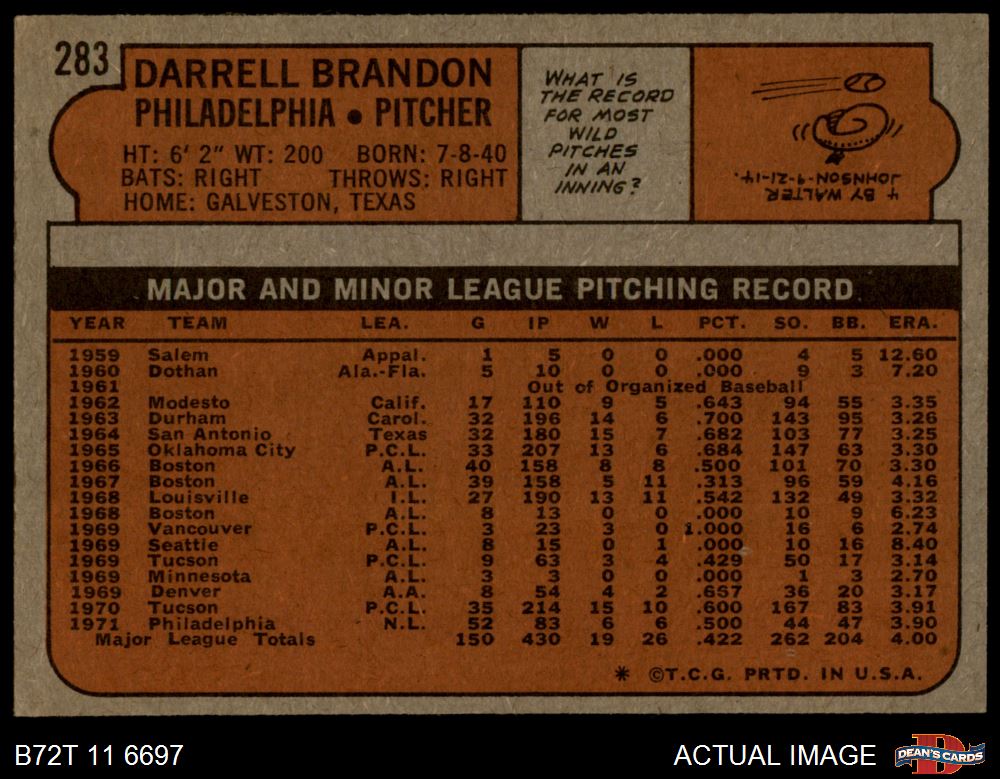 283
DARRELL BRANDON
PHILADELPHIA • PITCHER
HT: 6' 2" WT: 200 BORN: 7-8-40
BATS: RIGHT THROWS: RIGHT
HOME: GALVESTON, TEXAS
WHAT IS
THE RECORD
FOR MOST
WILD
PITCHES
IN AN
INNING?
4 BY WALTER
JOHNSON 9-21-14.
MAJOR AND MINOR LEAGUE PITCHING RECORD
YEAR TEAM LEA. G IP W L PCT. SO. BB. ERA.
1959 Salem Appal. 1 5 0 0 .000 4 5 12.60
1960 Dothan Ala.-Fla. 5 10 0 0 .000 9 3 7.20
1961 Out of Organized Baseball
1962 Modesto Calif. 17 110 9 5 .643 94 55 3.35
1963 Durham Carol. 32 196 14 6 .700 143 95 3.26
1964 San Antonio Texas 32 180 15 7 .682 103 77 3.25
1965 Oklahoma City P.C.L. 33 207 13 6 .684 147 63 3.30
1966 Boston A.L. 40 158 8 8 .500 101 70 3.30
1967 Boston A.L. 39 158 5 11 .313 96 59 4.16
1968 Louisville I.L. 27 190 13 11 .542 132 49 3.32
1968 Boston A.L. 8 13 0 0 .000 10 9 6.23
1969 Vancouver P.C.L. 3 23 3 0 1.000 16 6 2.74
1969 Seattle A.L. 8 15 0 1 .000 10 16 8.40
1969 Tucson P.C.L. 9 63 3 4 .429 50 17 3.14
1969 Minnesota A.L. 3 3 0 0 .000 1 3 2.70
1969 Denver A.A. 8 54 4 2 .657 36 20 3.17
1970 Tucson P.C.L. 35 214 15 10 .600 167 83 3.91
1971 Philadelphia N.L. 52 83 6 6 .500 44 47 3.90
Major League Totals 150 430 19 26 .422 262 204 4.00
* ©T.C.G. PRTD. IN U.S.A.
B72T 11 6697 ACTUAL IMAGE DEAN'S CARDS